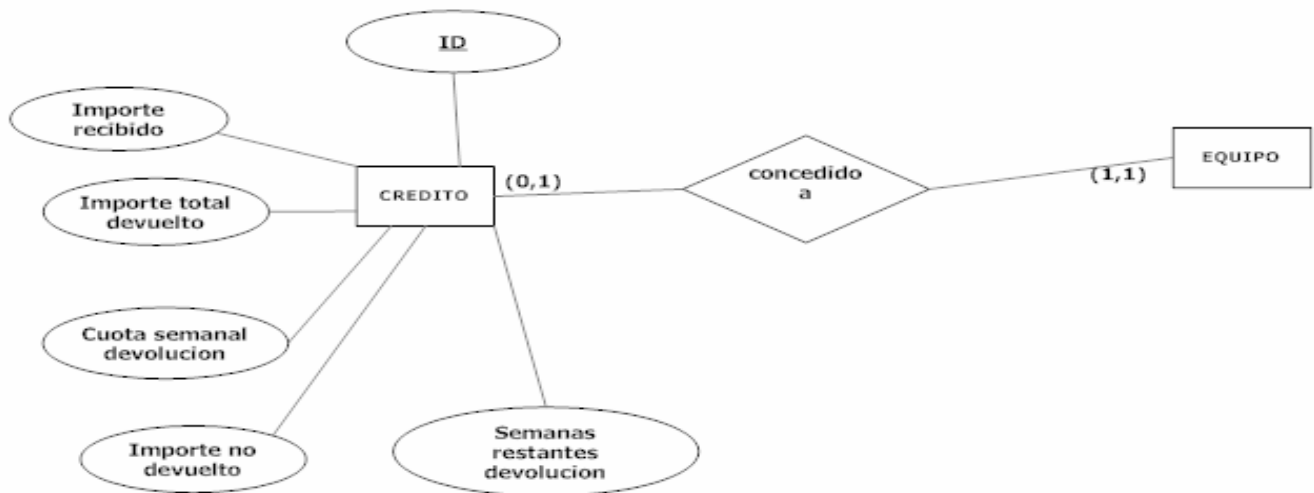 ID
Importe
recibido
CREDITO
(0,1)
concedido
a
(1,1)
EQUIPO
Importe total
devuelto
Cuota semanal
devolucion
Importe no
devuelto
Semanas
restantes
devolucion